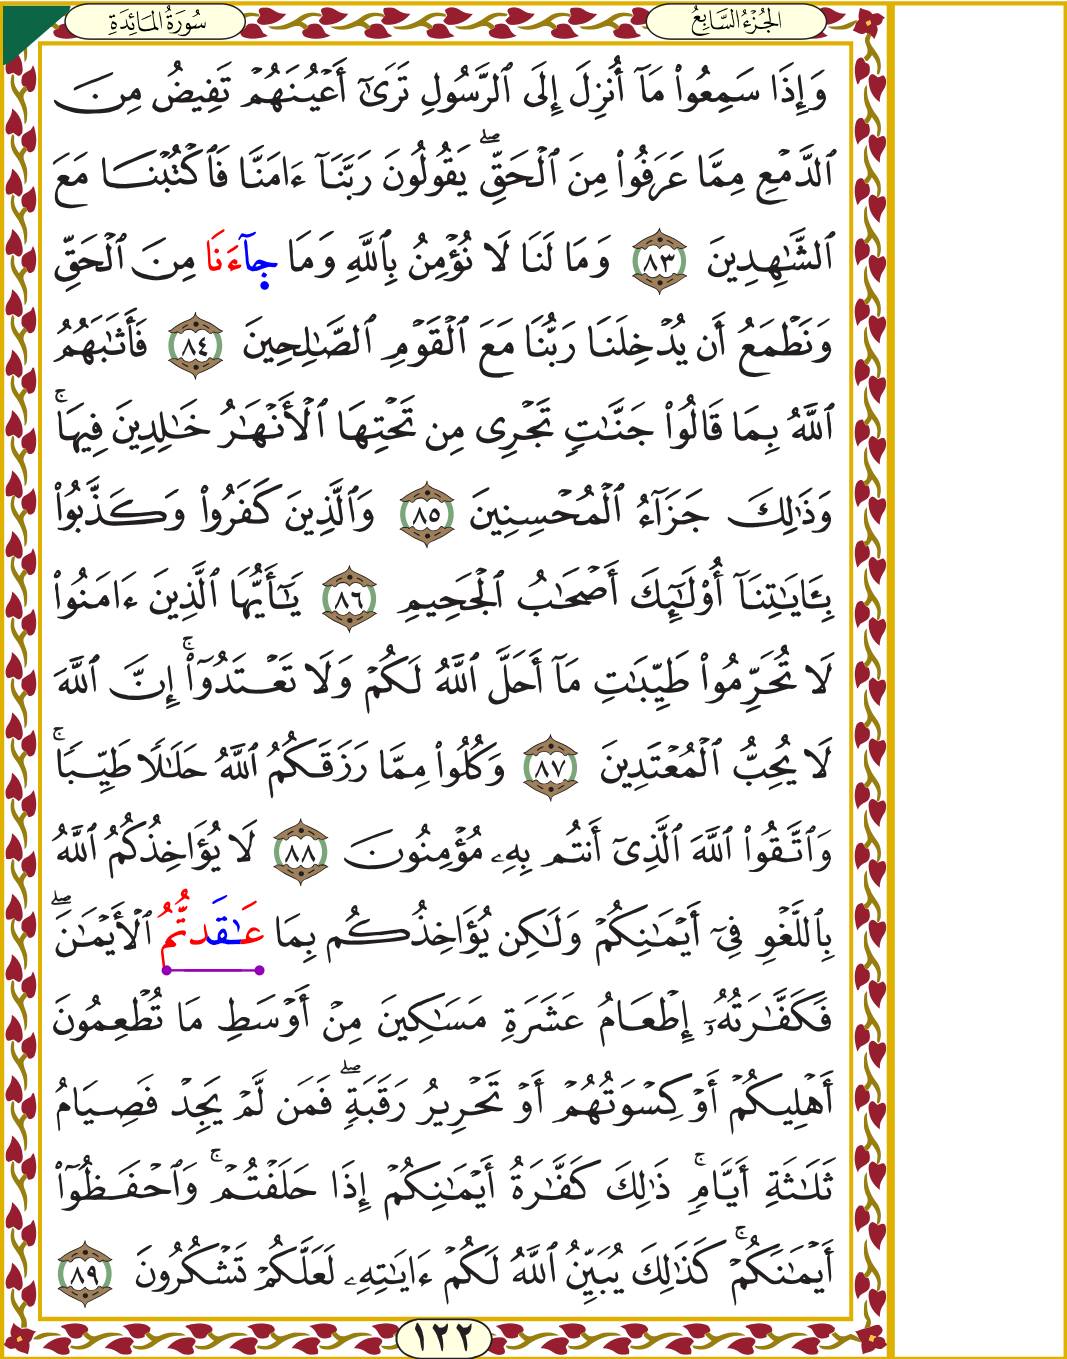 الجُزْءُ السَّابِعُ
سُورَةُ المَائِدَةِ
وَإِذَا سَمِعُوا۟ مَآ أُنزِلَ إِلَى ٱلرَّسُولِ تَرَىٰٓ أَعْيُنَهُمْ تَفِيضُ مِنَ
ٱلدَّمْعِ مِمَّا عَرَفُوا۟ مِنَ ٱلْحَقِّ ۖ يَقُولُونَ رَبَّنَآ ءَامَنَّا فَٱكْتُبْنَا مَعَ
ٱلشَّٰهِدِينَ ٨٣ وَمَا لَنَا لَا نُؤْمِنُ بِٱللَّهِ وَمَا جَآءَنَا مِنَ ٱلْحَقِّ
وَنَطْمَعُ أَن يُدْخِلَنَا رَبُّنَا مَعَ ٱلْقَوْمِ ٱلصَّٰلِحِينَ ٨٤ فَأَثَٰبَهُمُ
ٱللَّهُ بِمَا قَالُوا۟ جَنَّٰتٍ تَجْرِى مِن تَحْتِهَا ٱلْأَنْهَٰرُ خَٰلِدِينَ فِيهَا ۚ
وَذَٰلِكَ جَزَآءُ ٱلْمُحْسِنِينَ ٨٥ وَٱلَّذِينَ كَفَرُوا۟ وَكَذَّبُوا۟
بِـَٔايَٰتِنَآ أُو۟لَٰٓئِكَ أَصْحَٰبُ ٱلْجَحِيمِ ٨٦ يَٰٓأَيُّهَا ٱلَّذِينَ ءَامَنُوا۟
لَا تُحَرِّمُوا۟ طَيِّبَٰتِ مَآ أَحَلَّ ٱللَّهُ لَكُمْ وَلَا تَعْتَدُوٓا۟ ۚ إِنَّ ٱللَّهَ
لَا يُحِبُّ ٱلْمُعْتَدِينَ ٨٧ وَكُلُوا۟ مِمَّا رَزَقَكُمُ ٱللَّهُ حَلَٰلًا طَيِّبًا ۚ
وَٱتَّقُوا۟ ٱللَّهَ ٱلَّذِىٓ أَنتُم بِهِۦ مُؤْمِنُونَ ٨٨ لَا يُؤَاخِذُكُمُ ٱللَّهُ
بِٱللَّغْوِ فِىٓ أَيْمَٰنِكُمْ وَلَٰكِن يُؤَاخِذُكُم بِمَا عَٰقَدتُّمُ ٱلْأَيْمَٰنَ ۖ
فَكَفَّٰرَتُهُۥٓ إِطْعَامُ عَشَرَةِ مَسَٰكِينَ مِنْ أَوْسَطِ مَا تُطْعِمُونَ
أَهْلِيكُمْ أَوْ كِسْوَتُهُمْ أَوْ تَحْرِيرُ رَقَبَةٍ ۖ فَمَن لَّمْ يَجِدْ فَصِيَامُ
ثَلَٰثَةِ أَيَّامٍ ۚ ذَٰلِكَ كَفَّٰرَةُ أَيْمَٰنِكُمْ إِذَا حَلَفْتُمْ ۚ وَٱحْفَظُوٓا۟
أَيْمَٰنَكُمْ ۚ كَذَٰلِكَ يُبَيِّنُ ٱللَّهُ لَكُمْ ءَايَٰتِهِۦ لَعَلَّكُمْ تَشْكُرُونَ ٨٩
١٢٢